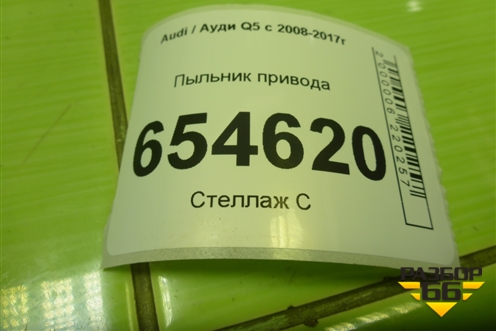 Audi / Ауди Q5 с 2008-2017г
Пыльник привода
654620
Стеллаж С
2000006220257
РАЗБОР
66